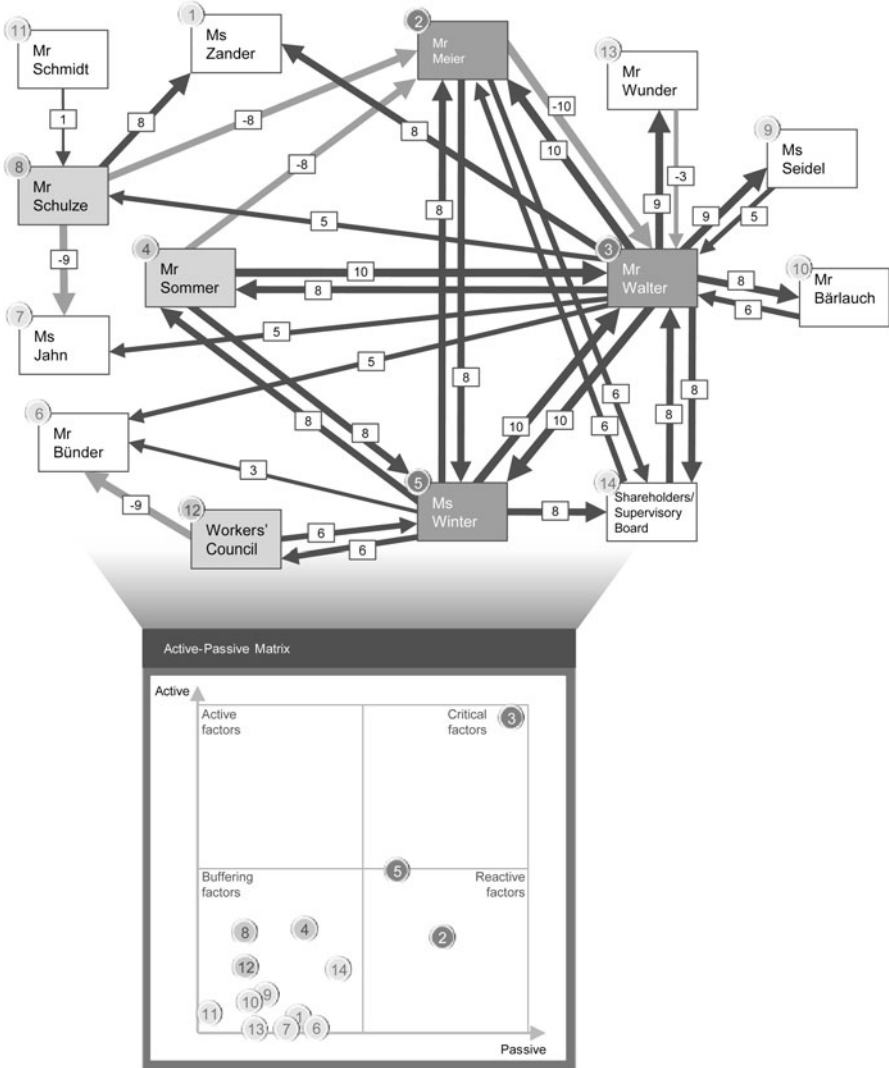 11
Mr
Schmidt
1
Ms
Zander
2
Mr
Meier
13
Mr
Wunder
9
Ms
Seidel
1
8
-8
8
-10
10
9
-3
9
5
8
Mr
Schulze
-8
5
4
Mr
Sommer
10
8
8
3
Mr
Walter
10
Mr
Bärlauch
8
6
-9
7
Ms
Jahn
5
5
8
6
6
8
8
6
Mr
Bünder
8
8
10
10
3
5
Ms
Winter
14
Shareholders/
Supervisory
Board
8
-9
12
Workers'
Council
6
6
Active-Passive Matrix
Active
Active
factors
Critical
factors
3
Buffering
factors
5
Reactive
factors
8
4
2
12
14
9
10
11
1
13
7
6
Passive